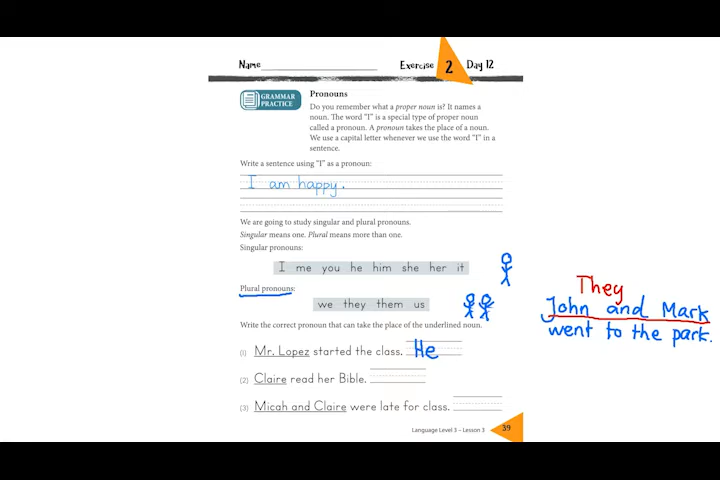 Name
Exercise 2 Day 12
GRAMMAR
PRACTICE
Pronouns
Do you remember what a proper noun is? It names a
noun. The word “I” is a special type of proper noun
called a pronoun. A pronoun takes the place of a noun.
We use a capital letter whenever we use the word “I” in a
sentence.
Write a sentence using “I” as a pronoun:
I am happy.
We are going to study singular and plural pronouns.
Singular means one. Plural means more than one.
Singular pronouns:
I me you he him she her it
Plural pronouns:
we they them us
Write the correct pronoun that can take the place of the underlined noun.
(1) Mr. Lopez started the class. He
(2) Claire read her Bible.
(3) Micah and Claire were late for class.
Language Level 3 – Lesson 3 39
They
John and Mark
went to the park.